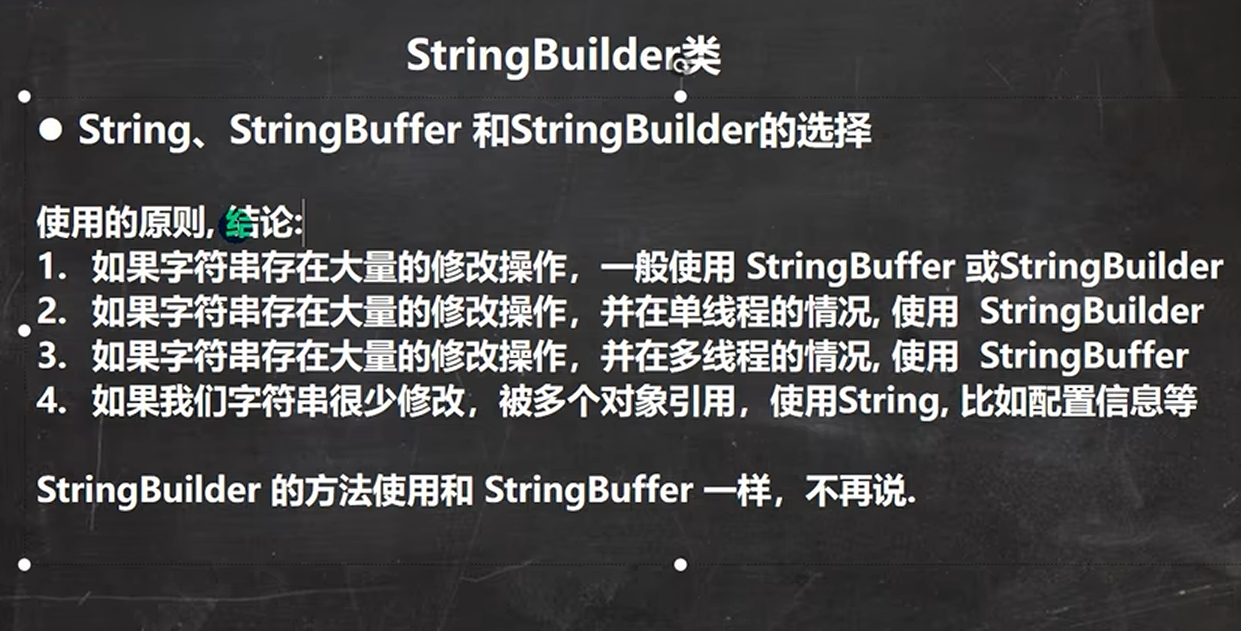 StringBuilder类
● String、StringBuffer 和StringBuilder的选择
使用的原则, 结论:
1. 如果字符串存在大量的修改操作，一般使用 StringBuffer 或StringBuilder
2. 如果字符串存在大量的修改操作，并在单线程的情况, 使用 StringBuilder
3. 如果字符串存在大量的修改操作，并在多线程的情况, 使用 StringBuffer
4. 如果我们字符串很少修改，被多个对象引用，使用String, 比如配置信息等
StringBuilder 的方法使用和 StringBuffer 一样，不再说.